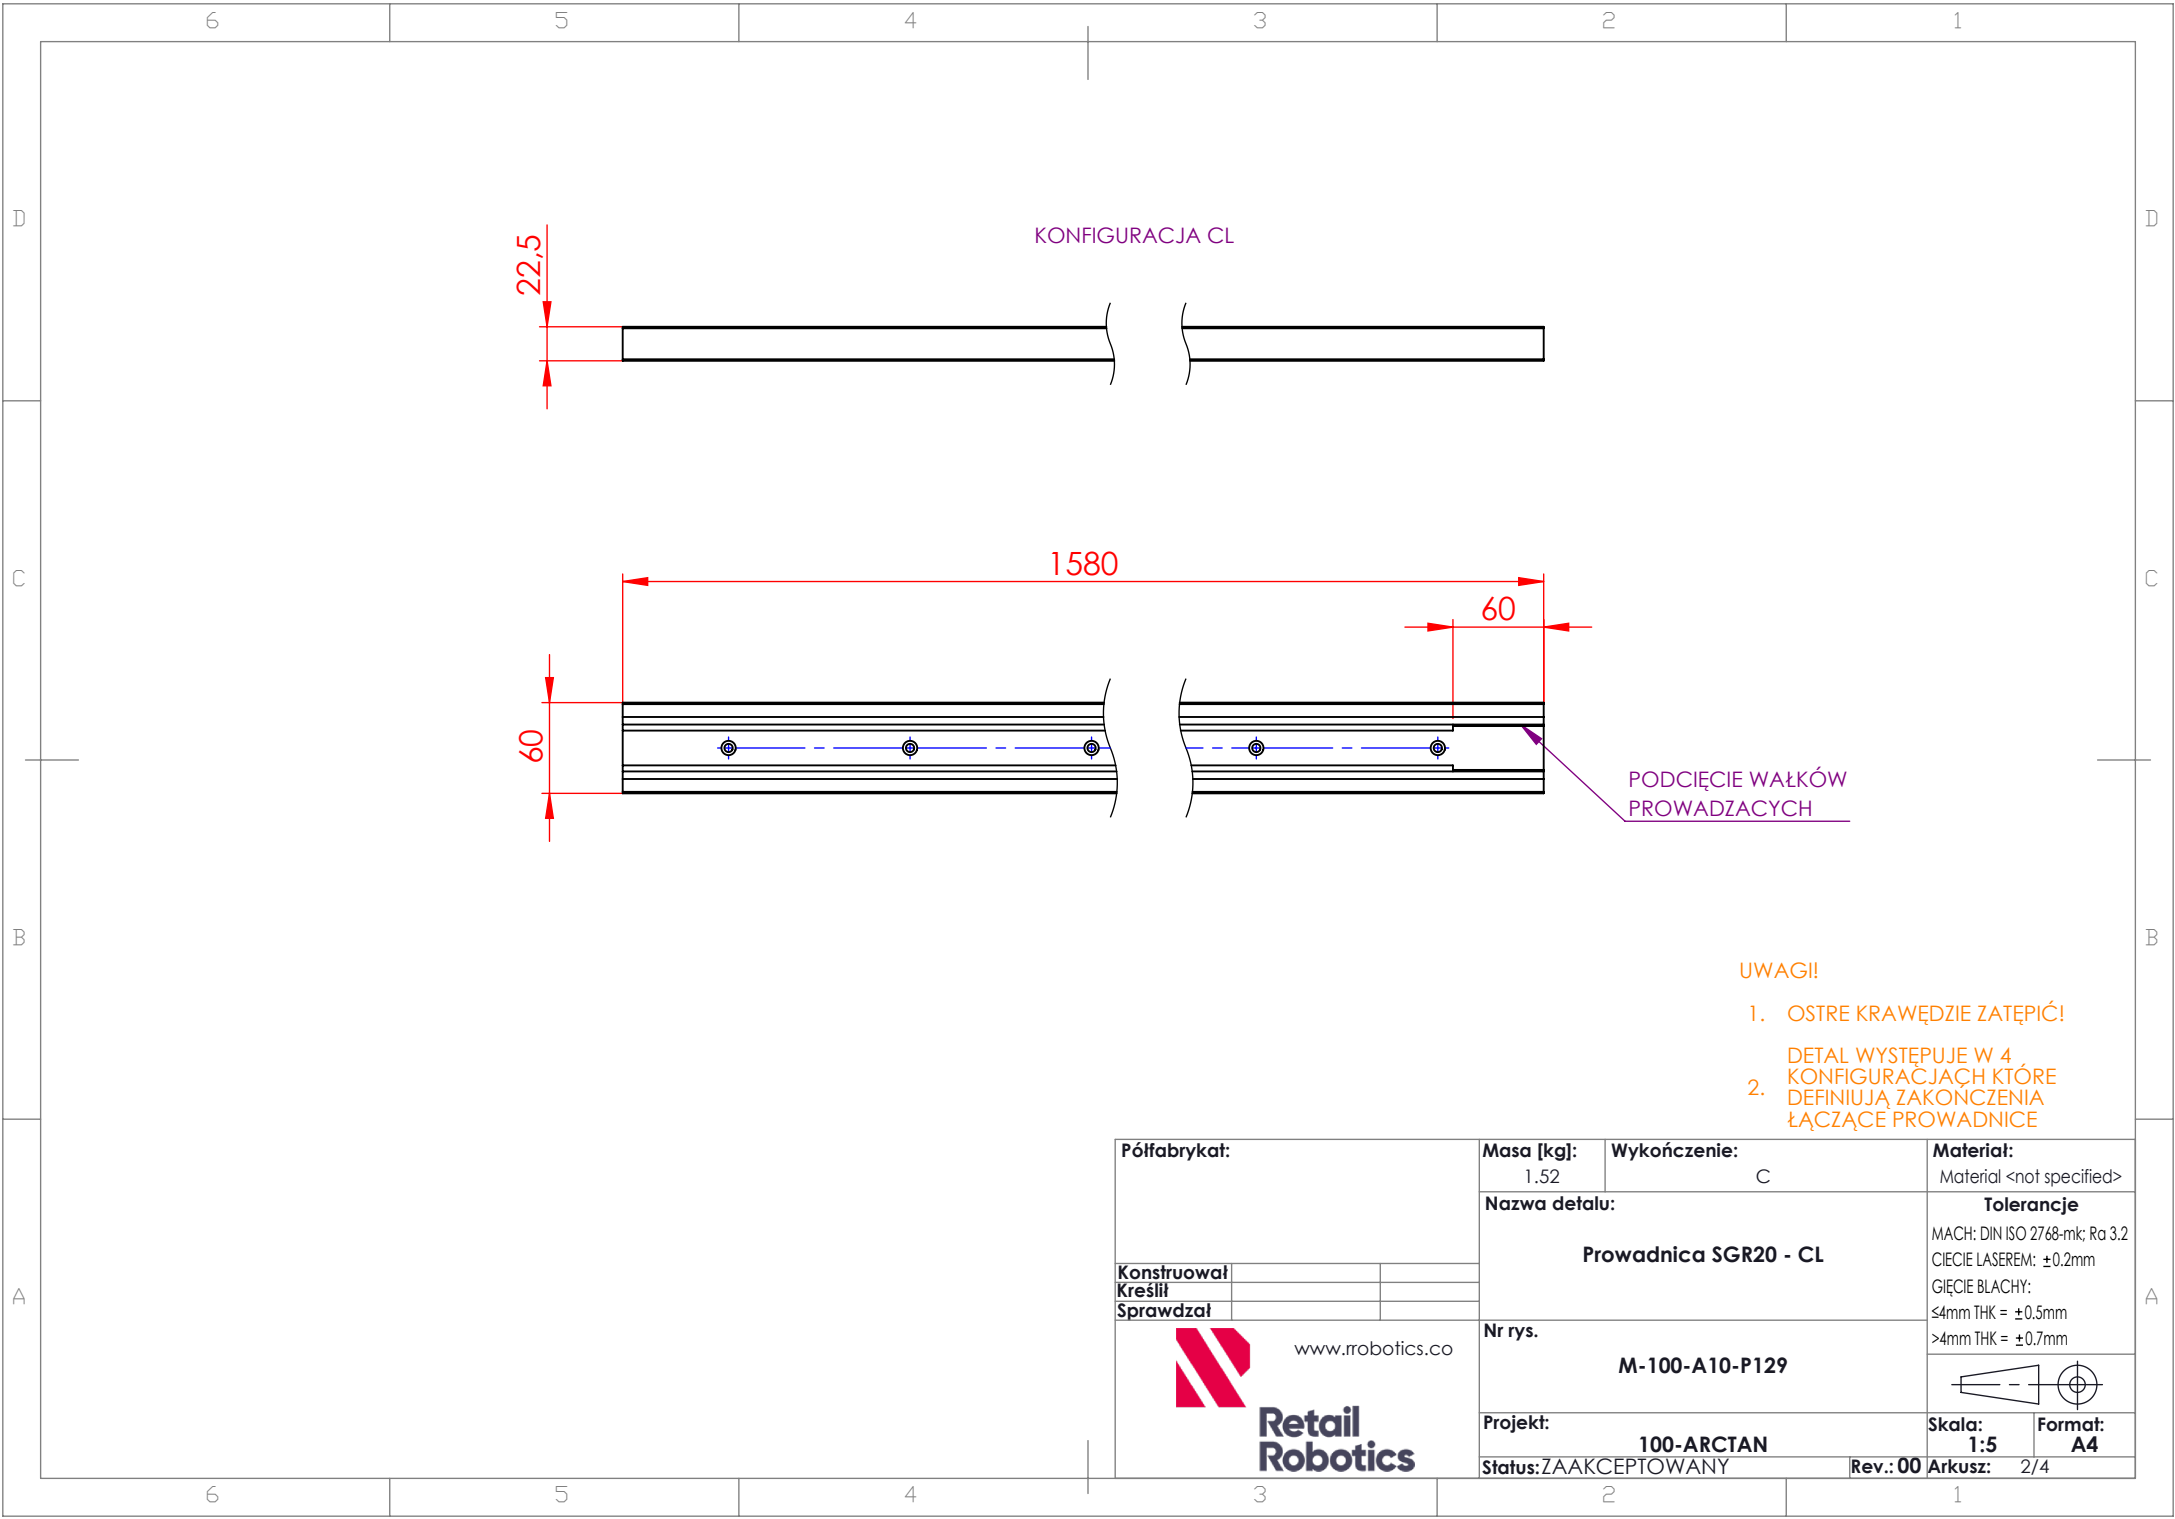 6 5 4 3 2 1
D D
KONFIGURACJA CL
22,5
C C
1580
60
60
PODCIĘCIE WAŁKÓW
PROWADZACYCH
B B
UWAGI!
1. OSTRE KRAWĘDZIE ZATĘPIĆ!
2. DETAL WYSTĘPUJE W 4
KONFIGURACJACH KTÓRE
DEFINIUJĄ ZAKOŃCZENIA
ŁĄCZĄCE PROWADNICE
A A
Półfabrykat:
Masa [kg]:
1.52
Wykończenie:
C
Materiał:
Material <not specified>
Nazwa detalu:
Prowadnica SGR20 - CL
Tolerancje
MACH: DIN ISO 2768-mk; Ra 3.2
CIECIE LASEREM: ±0.2mm
GIĘCIE BLACHY:
≤4mm THK = ±0.5mm
>4mm THK = ±0.7mm
Konstruował
Kreślił
Sprawdzał
www.rrobotics.co
Retail
Robotics
Nr rys.
M-100-A10-P129
Projekt:
100-ARCTAN
Skala:
1:5
Format:
A4
Status:ZAAKCEPTOWANY
Rev.: 00
Arkusz: 2/4
6 5 4 3 2 1